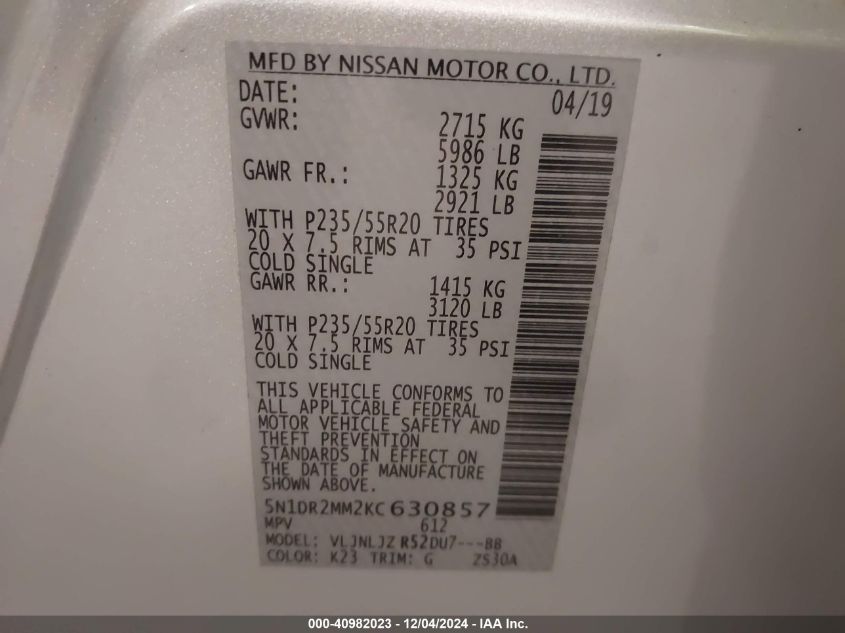 MFD BY NISSAN MOTOR CO., LTD.
DATE: 04/19
GVWR: 2715 KG
5986 LB
GAWR FR.: 1325 KG
2921 LB
WITH P235/55R20 TIRES
20 X 7.5 RIMS AT 35 PSI
COLD SINGLE
GAWR RR.: 1415 KG
3120 LB
WITH P235/55R20 TIRES
20 X 7.5 RIMS AT 35 PSI
COLD SINGLE
THIS VEHICLE CONFORMS TO
ALL APPLICABLE FEDERAL
MOTOR VEHICLE SAFETY AND
THEFT PREVENTION
STANDARDS IN EFFECT ON
THE DATE OF MANUFACTURE
SHOWN ABOVE.
5N1DR2MM2KC630857
MPV 612
MODEL: VLJNLJZ R52DU7---BB
COLOR: K23 TRIM: G 2S30A
000-40982023 - 12/04/2024 - IAA Inc.